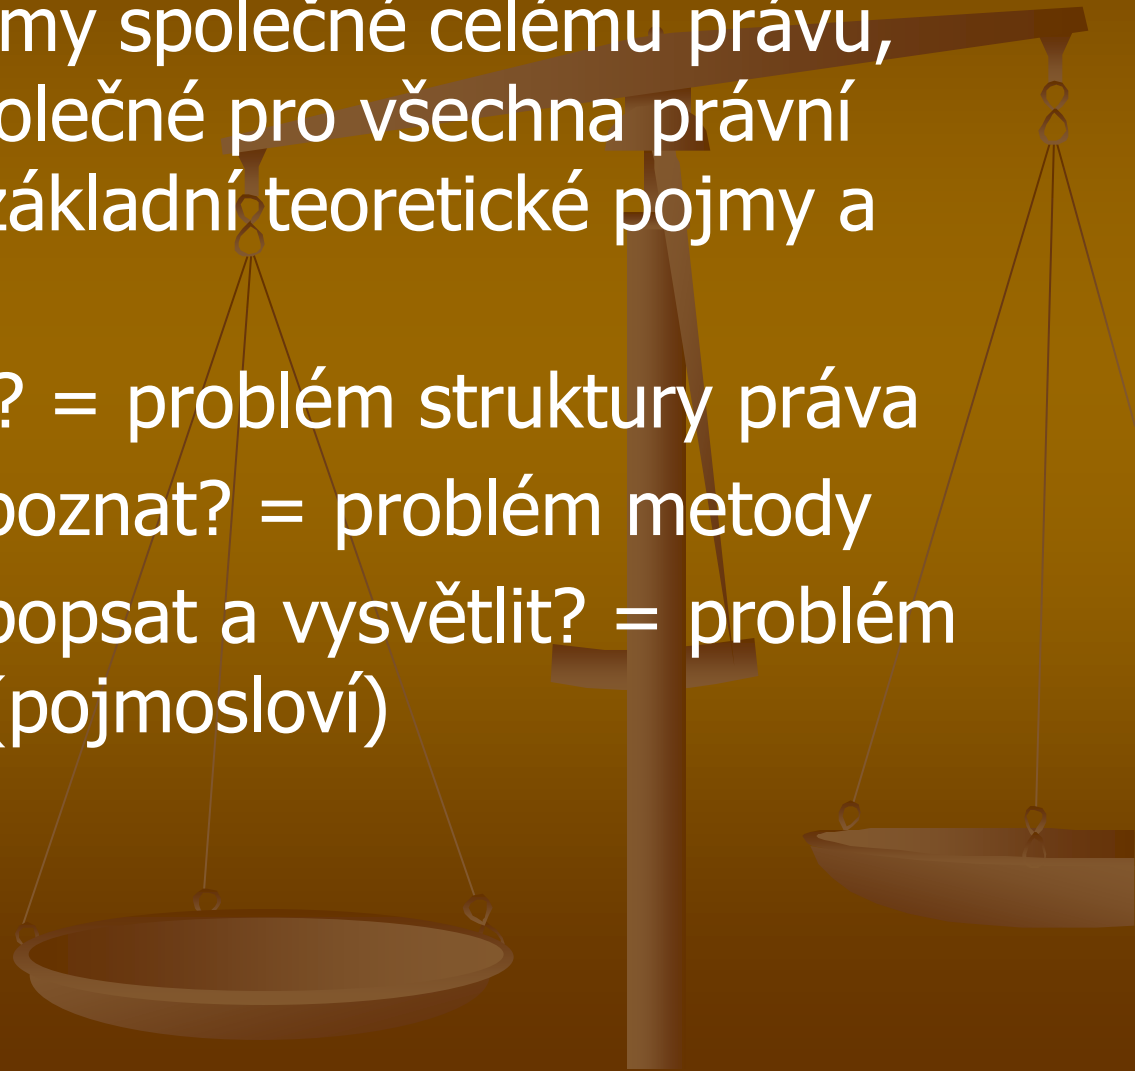 my společné celému právu,
olečné pro všechna právní
základní teoretické pojmy a
? = problém struktury práva
poznat? = problém metody
popsat a vysvětlit? = problém
(pojmosloví)